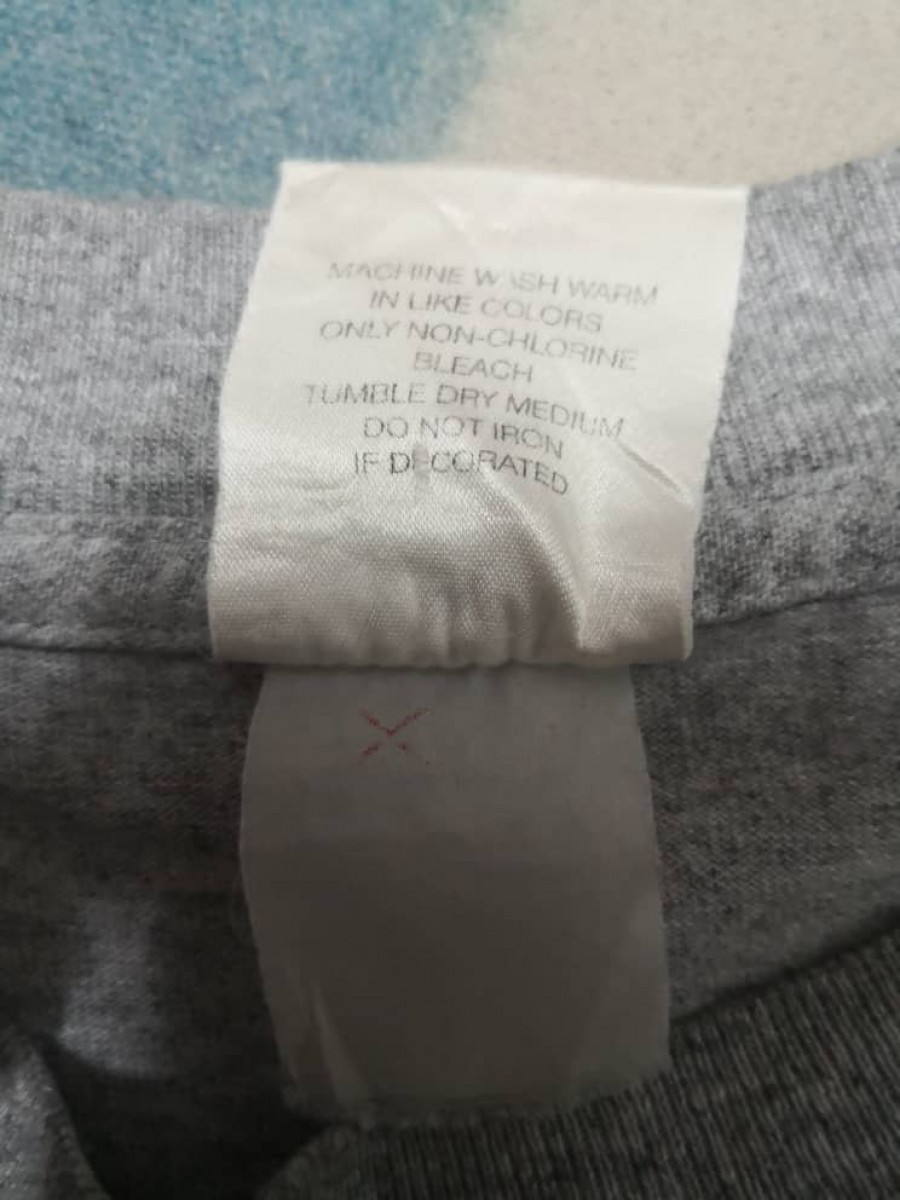 MACHINE WASH WARM
IN LIKE COLORS
ONLY NON-CHLORINE
BLEACH
TUMBLE DRY MEDIUM
DO NOT IRON
IF DECORATED